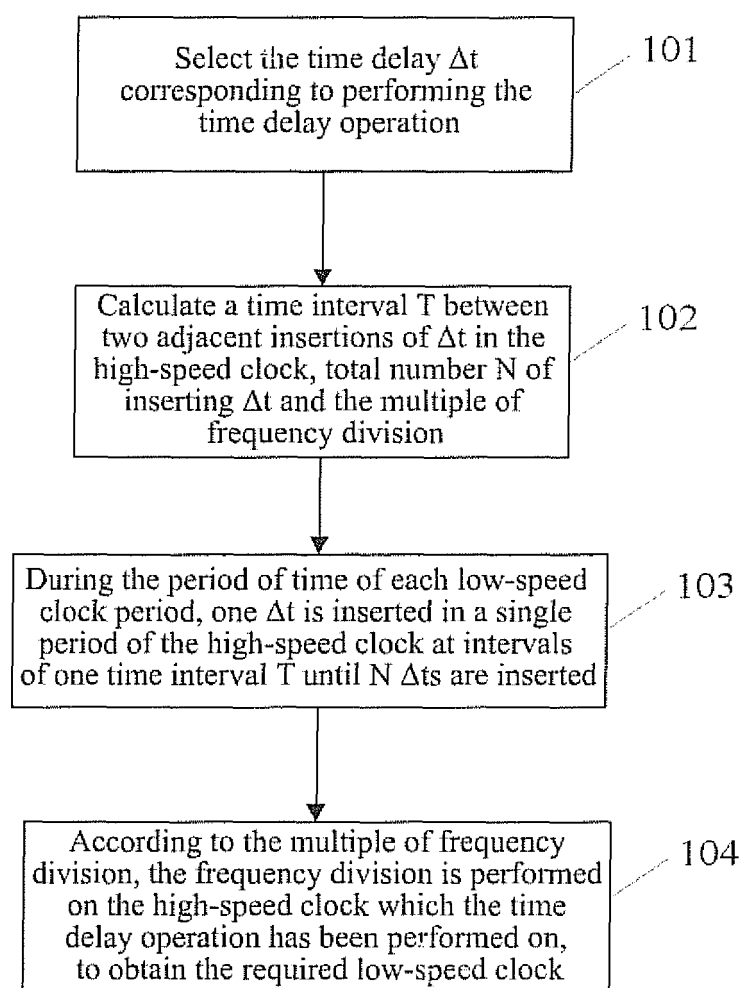 Select the time delay Δt
corresponding to performing the
time delay operation
101
Calculate a time interval T between
two adjacent insertions of Δt in the
high-speed clock, total number N of
inserting Δt and the multiple of
frequency division
102
During the period of time of each low-speed
clock period, one Δt is inserted in a single
period of the high-speed clock at intervals
of one time interval T until N Δts are inserted
103
According to the multiple of frequency
division, the frequency division is performed
on the high-speed clock which the time
delay operation has been performed on,
to obtain the required low-speed clock
104